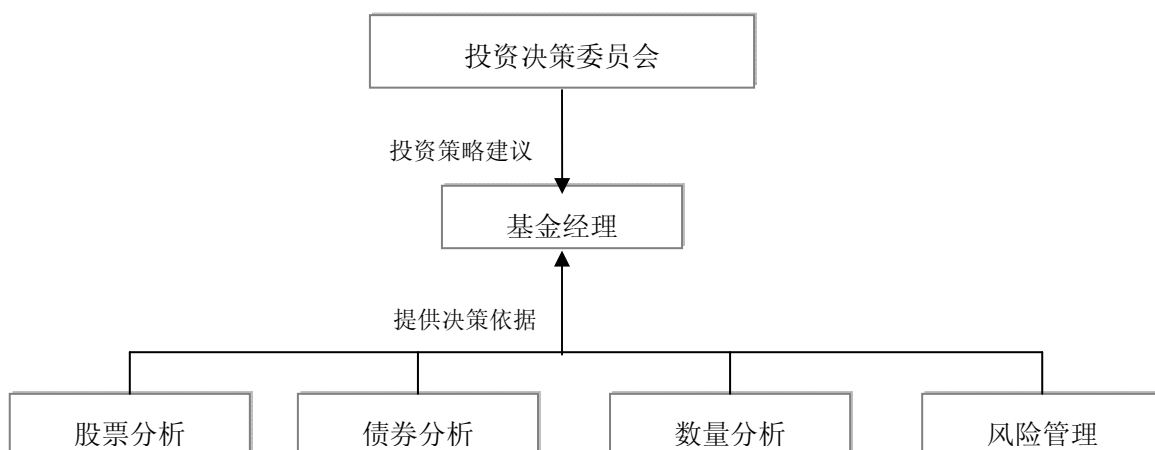 投资决策委员会
投资策略建议
基金经理
提供决策依据
股票分析
债券分析
数量分析
风险管理